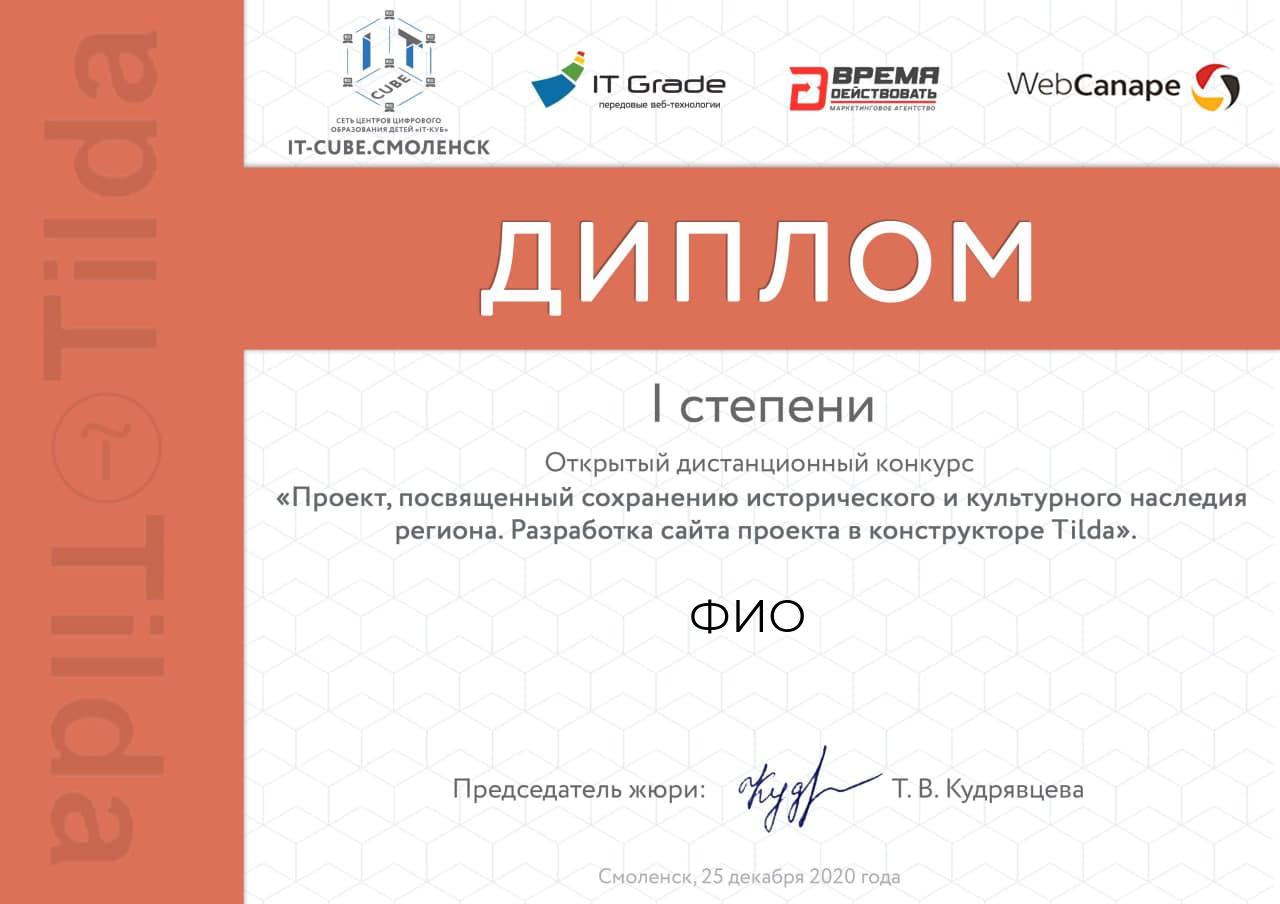 Tilda
Tilda
IT
CUBE
СЕТЬ ЦЕНТРОВ ЦИФРОВОГО
ОБРАЗОВАНИЯ ДЕТЕЙ «IT-КУБ»
IT-CUBE.СМОЛЕНСК
IT Grade
передовые веб-технологии
ВРЕМЯ
ДЕЙСТВОВАТЬ
МАРКЕТИНГОВОЕ АГЕНТСТВО
WebCanape
ДИПЛОМ
I степени
Открытый дистанционный конкурс
«Проект, посвященный сохранению исторического и культурного наследия
региона. Разработка сайта проекта в конструкторе Tilda».
ФИО
Председатель жюри: Т. В. Кудрявцева
Смоленск, 25 декабря 2020 года